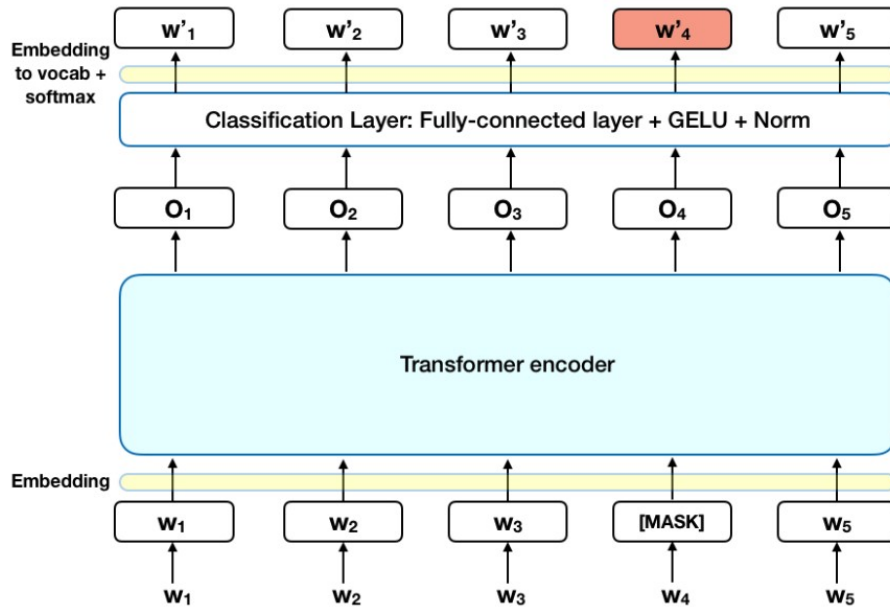 w'₁ w'₂ w'₃ w'₄ w'₅
Embedding
to vocab +
softmax
Classification Layer: Fully-connected layer + GELU + Norm
O₁ O₂ O₃ O₄ O₅
Transformer encoder
Embedding
W₁ W₂ W₃ [MASK] W₅
W₁ W₂ W₃ W₄ W₅